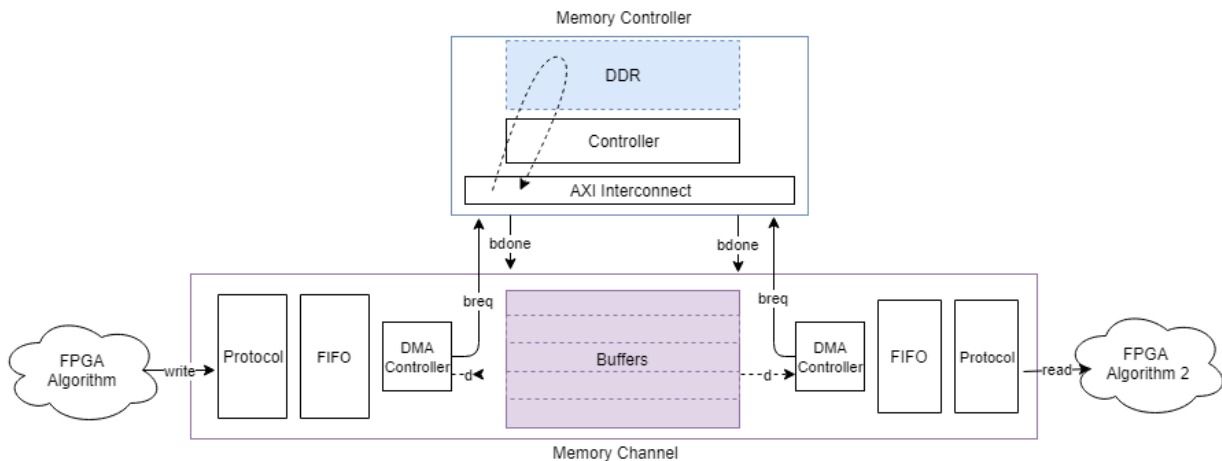 Memory Controller
DDR
Controller
AXI Interconnect
bdone
bdone
breq
breq
FPGA
Algorithm
write
Protocol
FIFO
DMA
Controller
d
Buffers
d
DMA
Controller
FIFO
Protocol
read
FPGA
Algorithm 2
Memory Channel